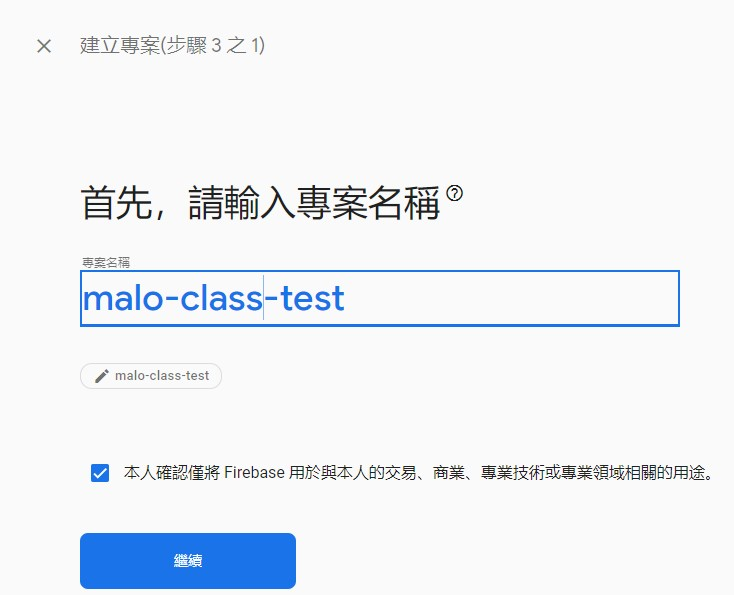 建立專案(步驟 3 之 1)
首先，請輸入專案名稱
專案名稱
malo-class-test
malo-class-test
本人確認僅將 Firebase 用於與本人的交易、商業、專業技術或專業領域相關的用途。
繼續